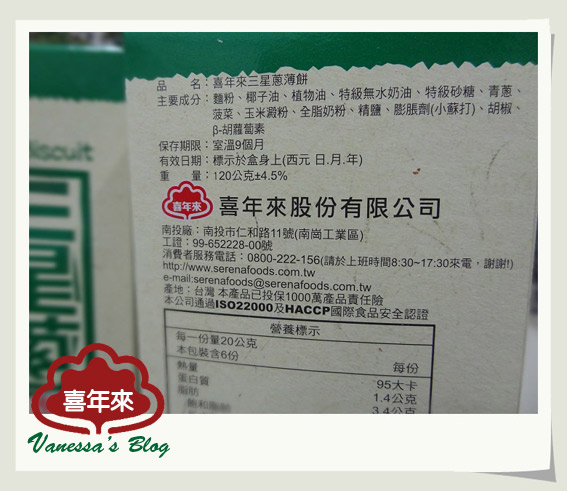 品　　名：喜年來三星蔥薄餅
主要成分：麵粉、椰子油、植物油、特級無水奶油、特級砂糖、青蔥、
菠菜、玉米澱粉、全脂奶粉、精鹽、膨脹劑(小蘇打)、胡椒、
β-胡蘿蔔素
保存期限：室溫9個月
有效日期：標示於盒身上(西元 日.月.年)
重　　量：120公克±4.5%
喜年來
喜年來股份有限公司
南投廠：南投市仁和路11號(南崗工業區)
工證：99-652228-00號
消費者服務電話：0800-222-156(請於上班時間8:30~17:30來電，謝謝!)
http://www.serenafoods.com.tw
e-mail:serenafoods@serenafoods.com.tw
產地：台灣 本產品已投保1000萬產品責任險
本公司通過ISO22000及HACCP國際食品安全認證
營養標示
每一份量20公克
本包裝含6份
每份
熱量 95大卡
蛋白質 1.4公克
脂肪 3.4公克
飽和脂肪
Biscuit
喜年來
Vanessa's Blog